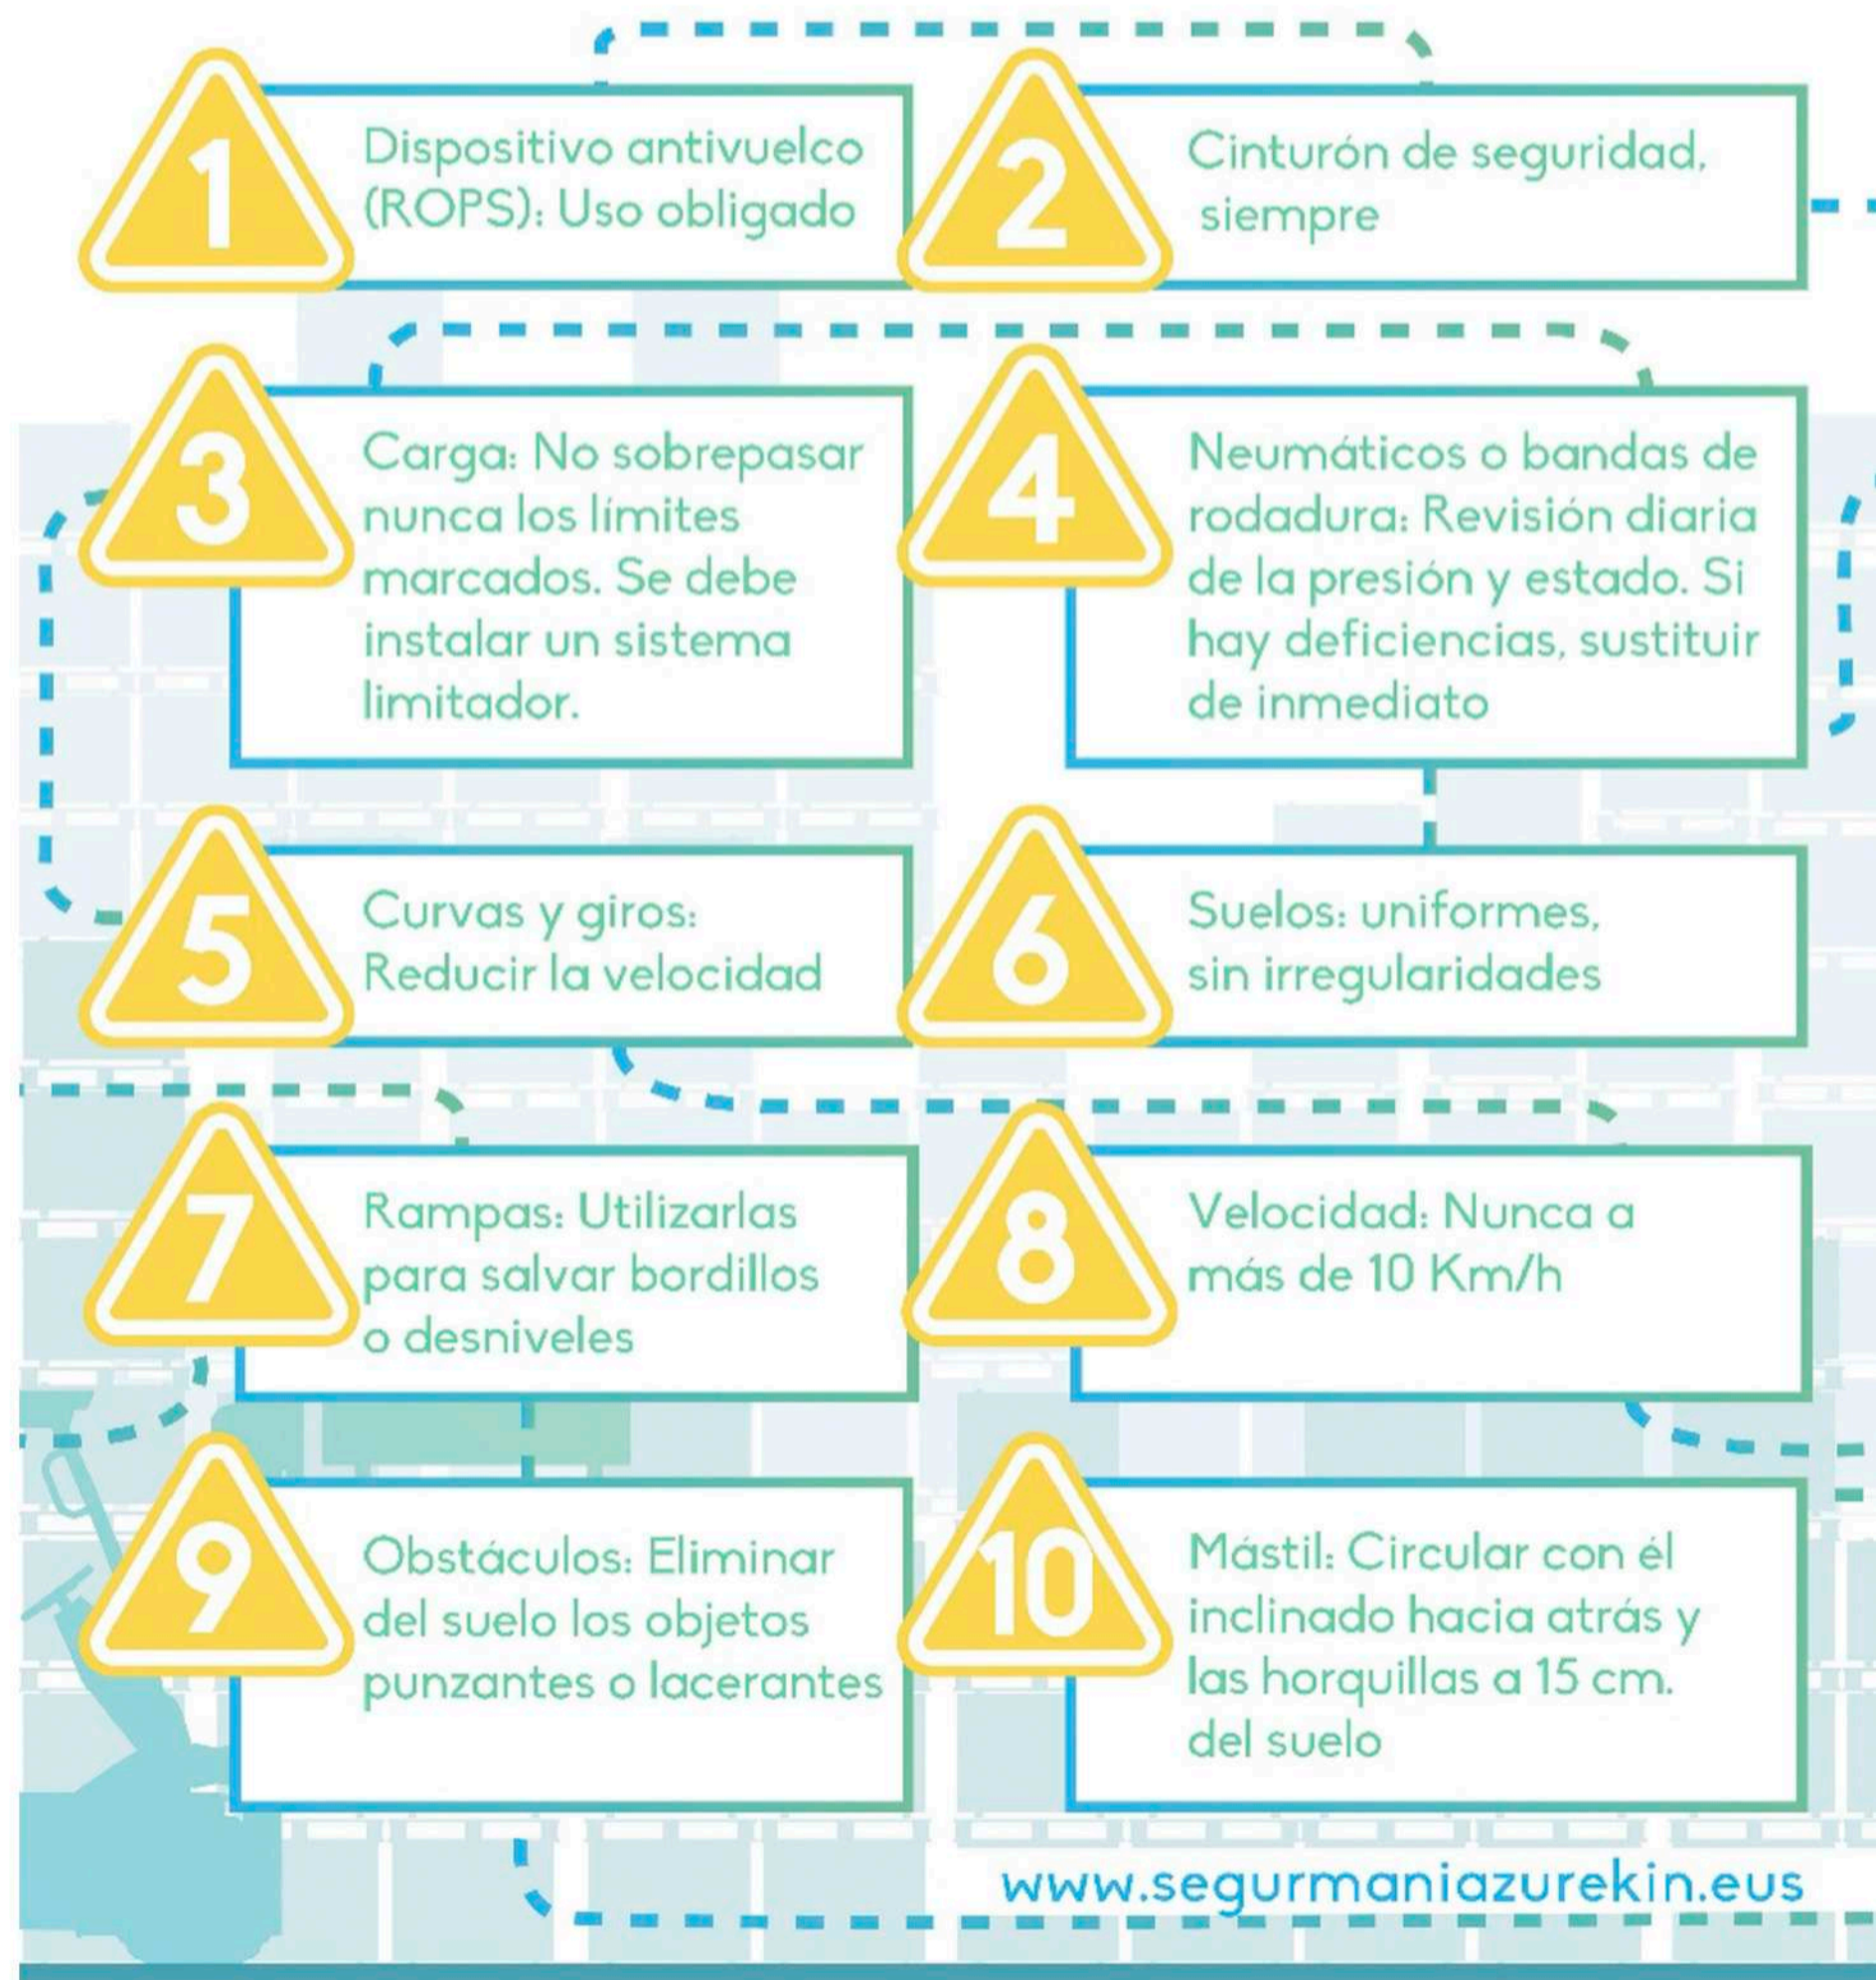 1
Dispositivo antivuelco
(ROPS): Uso obligado
2
Cinturón de seguridad,
siempre
3
Carga: No sobrepasar
nunca los límites
marcados. Se debe
instalar un sistema
limitador.
4
Neumáticos o bandas de
rodadura: Revisión diaria
de la presión y estado. Si
hay deficiencias, sustituir
de inmediato
5
Curvas y giros:
Reducir la velocidad
6
Suelos: uniformes,
sin irregularidades
7
Rampas: Utilizarlas
para salvar bordillos
o desniveles
8
Velocidad: Nunca a
más de 10 Km/h
9
Obstáculos: Eliminar
del suelo los objetos
punzantes o lacerantes
10
Mástil: Circular con él
inclinado hacia atrás y
las horquillas a 15 cm.
del suelo
www.segurmaniazurekin.eus